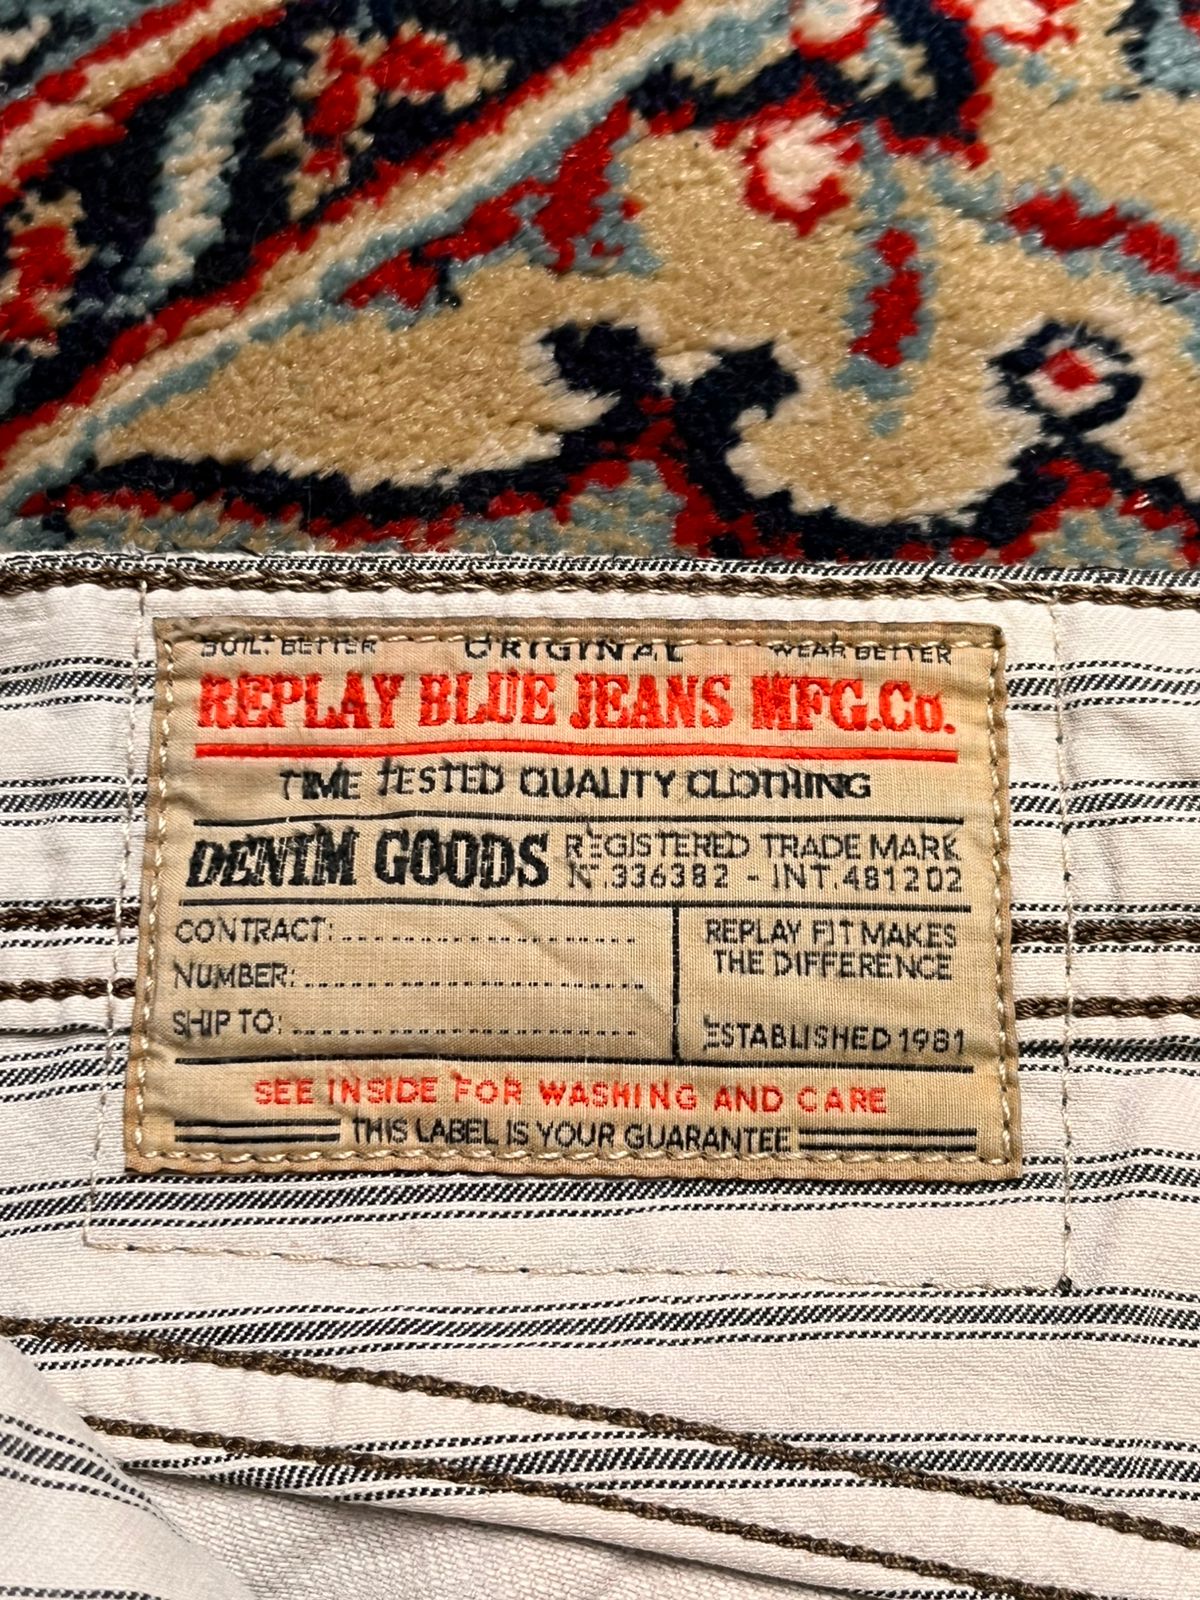 BUILT BETTER ORIGINAL WEAR BETTER
REPLAY BLUE JEANS MFG.CO.
TIME TESTED QUALITY CLOTHING
DENIM GOODS
REGISTERED TRADE MARK
N°.336382 - INT.481202
CONTRACT:
NUMBER:
SHIP TO:
REPLAY FIT MAKES
THE DIFFERENCE
ESTABLISHED 1981
SEE INSIDE FOR WASHING AND CARE
THIS LABEL IS YOUR GUARANTEE